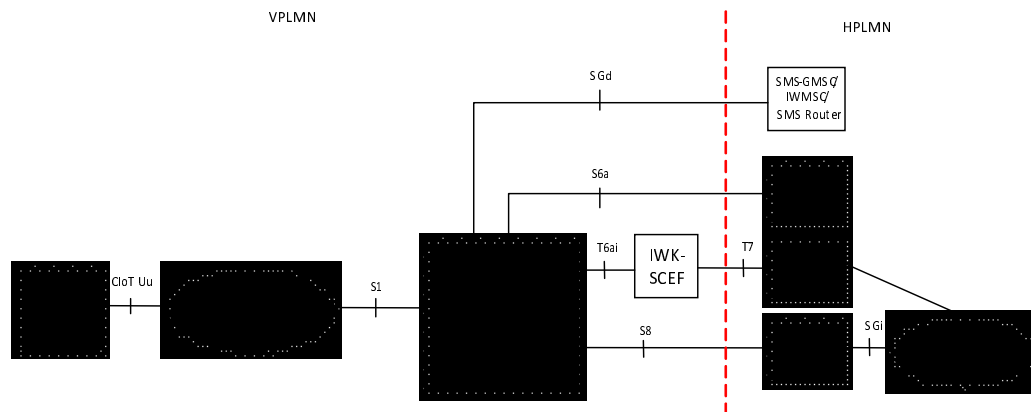 VPLMN
HPLMN
SGd
SMS-GMSC/
IWMSC/
SMS Router
S6a
T6ai
IWK-
SCEF
T7
CIoT Uu
S1
S8
SGi